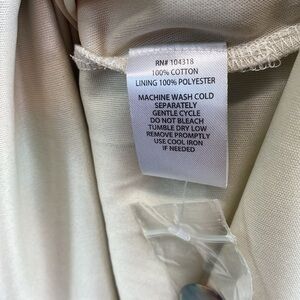 RN# 104318
100% COTTON
LINING 100% POLYESTER
MACHINE WASH COLD
SEPARATELY
GENTLE CYCLE
DO NOT BLEACH
TUMBLE DRY LOW
REMOVE PROMPTLY
USE COOL IRON
IF NEEDED